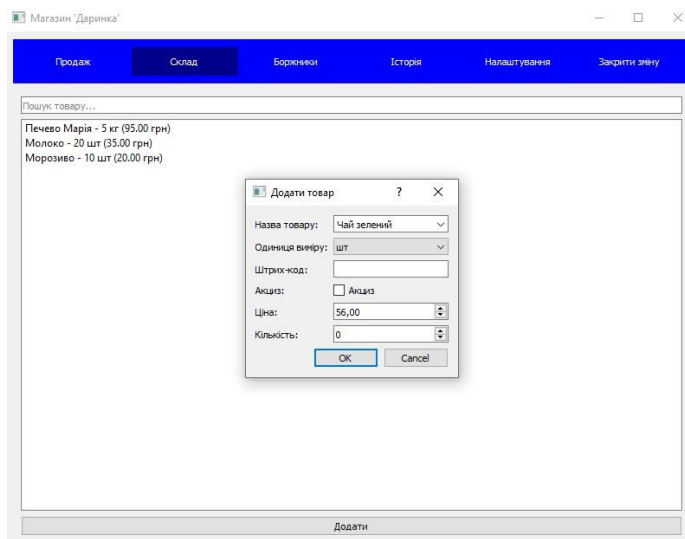 Магазин 'Даринка'
Продаж Склад Боржники Історія Налаштування Закрити зміну
Пошук товару...
Печево Марія - 5 кг (95.00 грн)
Молоко - 20 шт (35.00 грн)
Морозиво - 10 шт (20.00 грн)
Додати товар ?
Назва товару: Чай зелений
Одиниця виміру: шт
Штрих-код:
Акциз: Акциз
Ціна: 56,00
Кількість: 0
OK Cancel
Додати